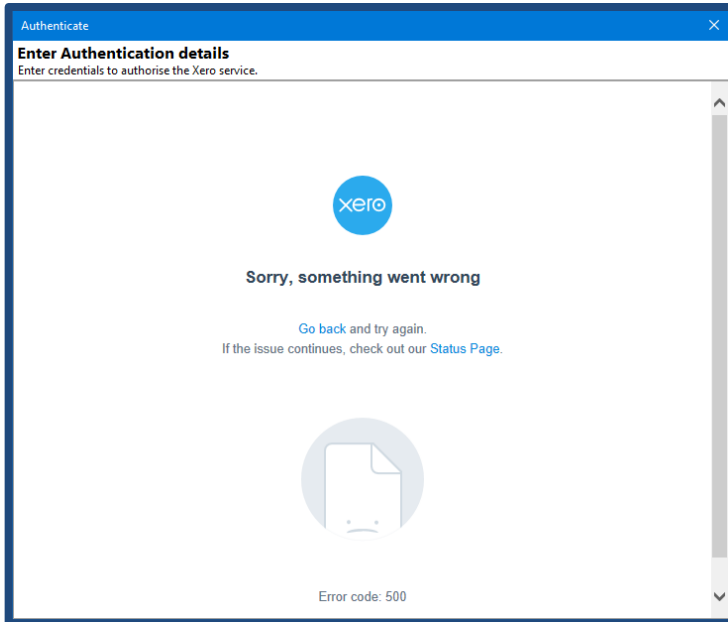 Authenticate
Enter Authentication details
Enter credentials to authorise the Xero service.
xero
Sorry, something went wrong
Go back and try again.
If the issue continues, check out our Status Page.
Error code: 500